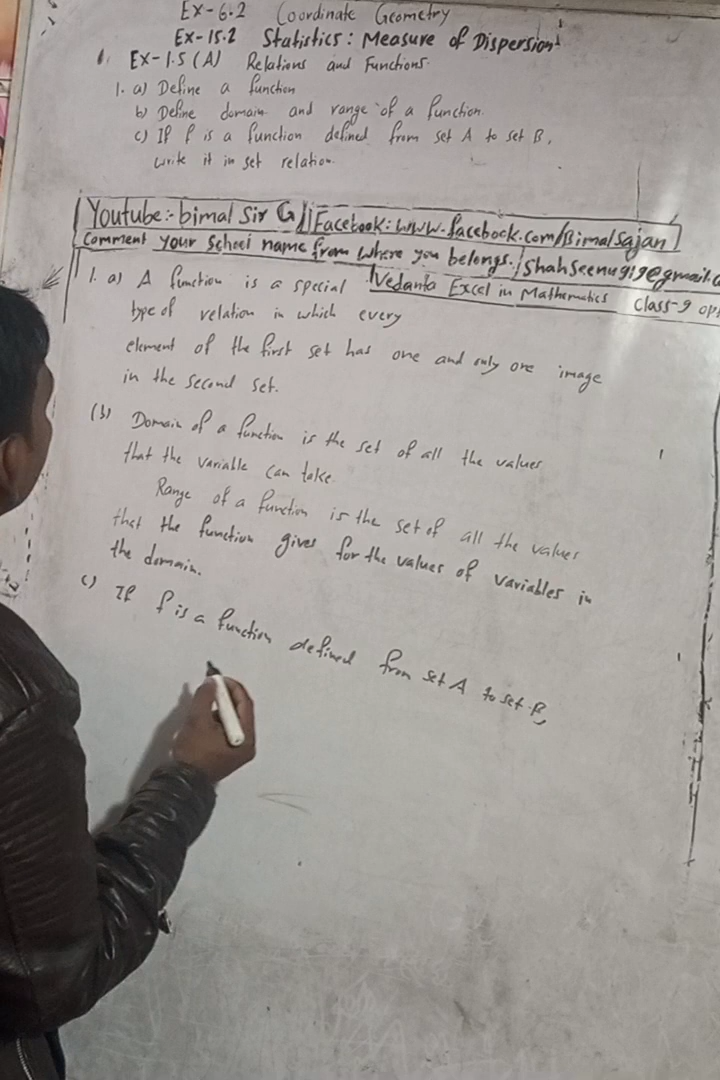 Ex-6.2 Coordinate Geometry
Ex-15.2 Statistics: Measure of Dispersion
1. Ex-1.5 (A) Relations and Functions.
1. a) Define a function
b) Define domain and range of a function.
c) If f is a function defined from set A to set B,
write it in set relation.
Youtube:- bimal Sir G || Facebook: www.facebook.com/Bimalsajan
Comment your School name from where you belongs. / Shahseenu919@gmail.c
Vedanta Excel in Mathematics Class-9 opt
1. a) A function is a special
type of relation in which every
element of the first set has one and only one image
in the second set.
(b) Domain of a function is the set of all the values
that the variable can take.
Range of a function is the set of all the values
that the function gives for the values of variables in
the domain.
c) If f is a function defined from set A to set B,